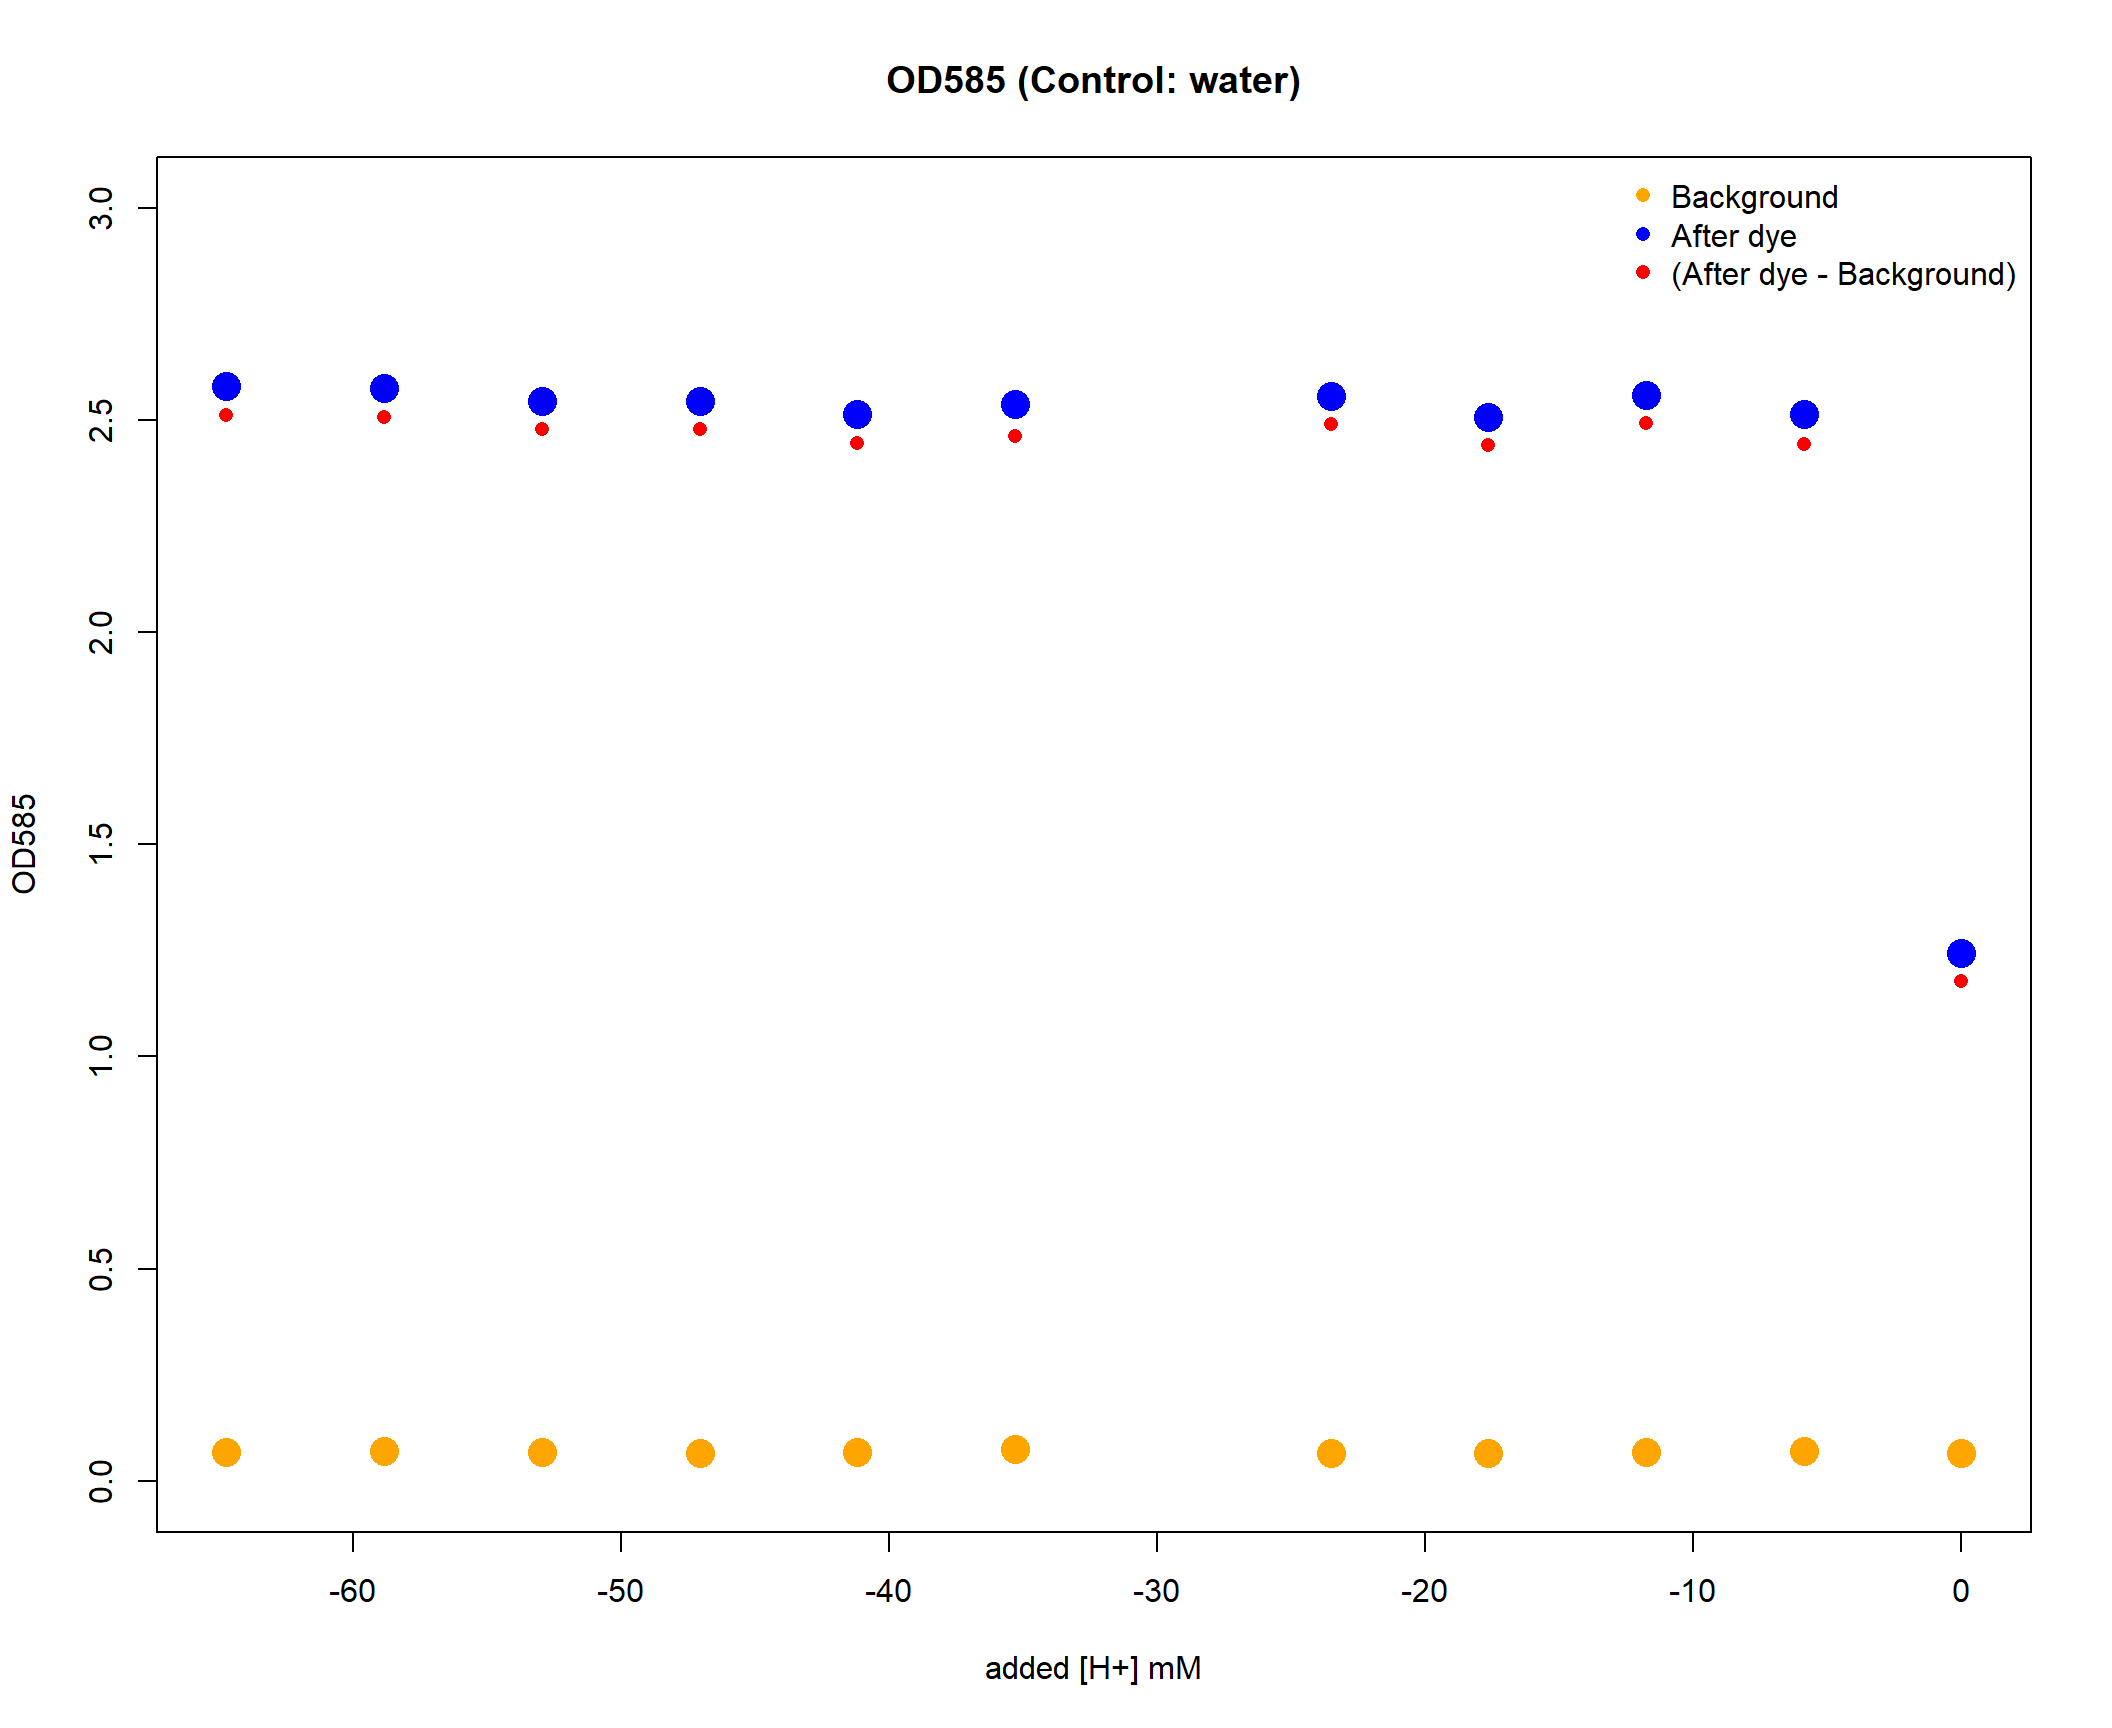 OD585 (Control: water)
Background
After dye
(After dye - Background)
3.0
2.5
2.0
1.5
1.0
0.5
0.0
OD585
-60 -50 -40 -30 -20 -10 0
added [H+] mM